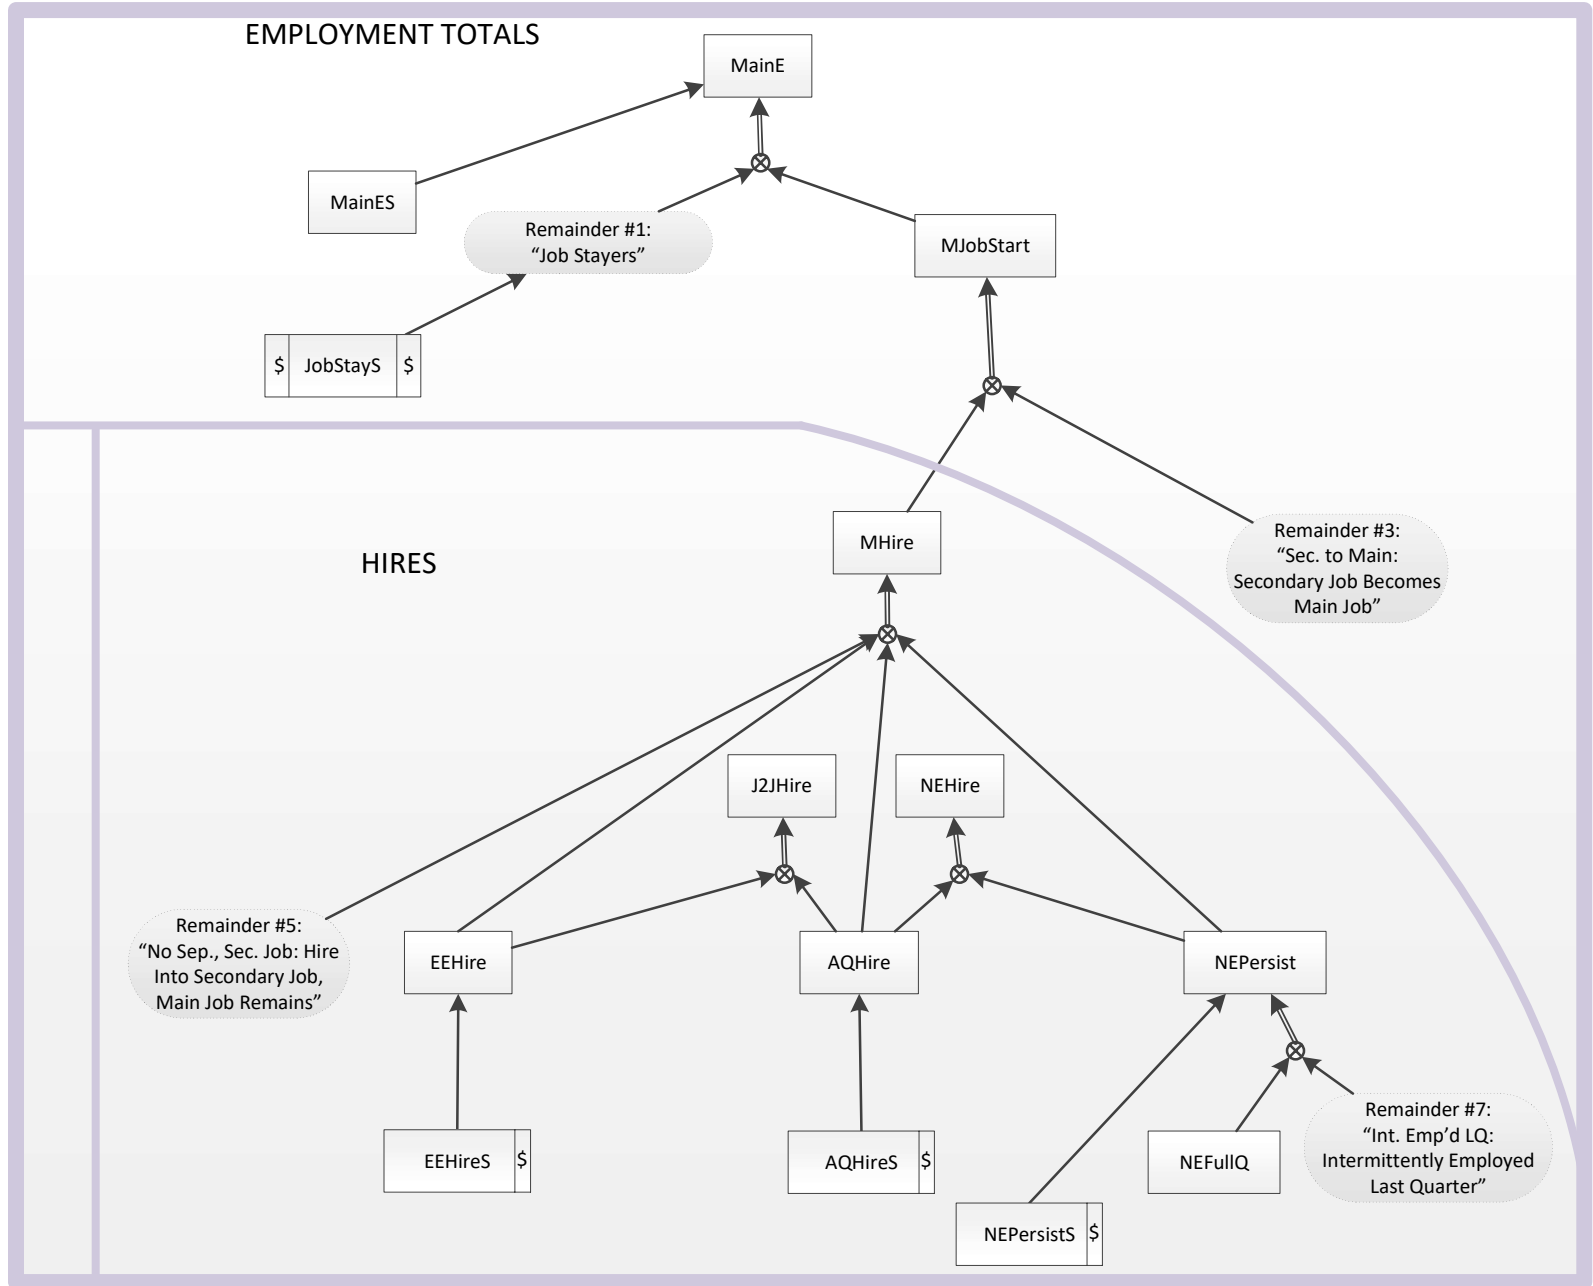 EMPLOYMENT TOTALS
MainE
MainES
Remainder #1:
“Job Stayers”
MJobStart
$ JobStayS $
HIRES
MHire
Remainder #3:
“Sec. to Main:
Secondary Job Becomes
Main Job”
J2JHire
NEHire
Remainder #5:
“No Sep., Sec. Job: Hire
Into Secondary Job,
Main Job Remains”
EEHire
AQHire
NEPersist
EEHireS $
AQHireS $
NEPersistS $
NEFullQ
Remainder #7:
“Int. Emp’d LQ:
Intermittently Employed
Last Quarter”